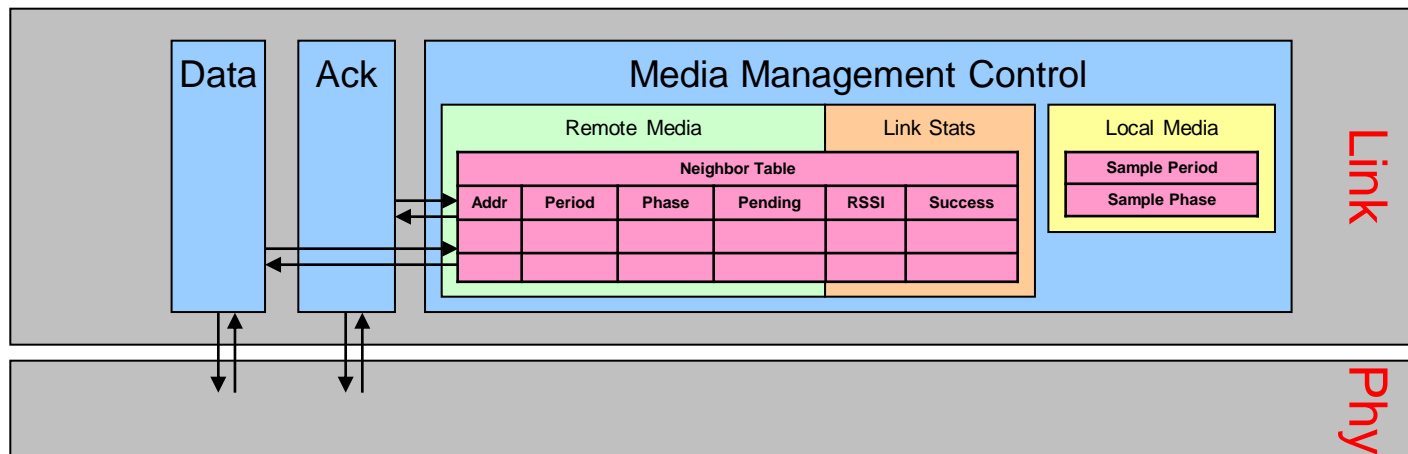 Data
Ack
Media Management Control
Remote Media
Link Stats
Local Media
Neighbor Table
Addr Period Phase Pending RSSI Success
Sample Period
Sample Phase
Link
Phy